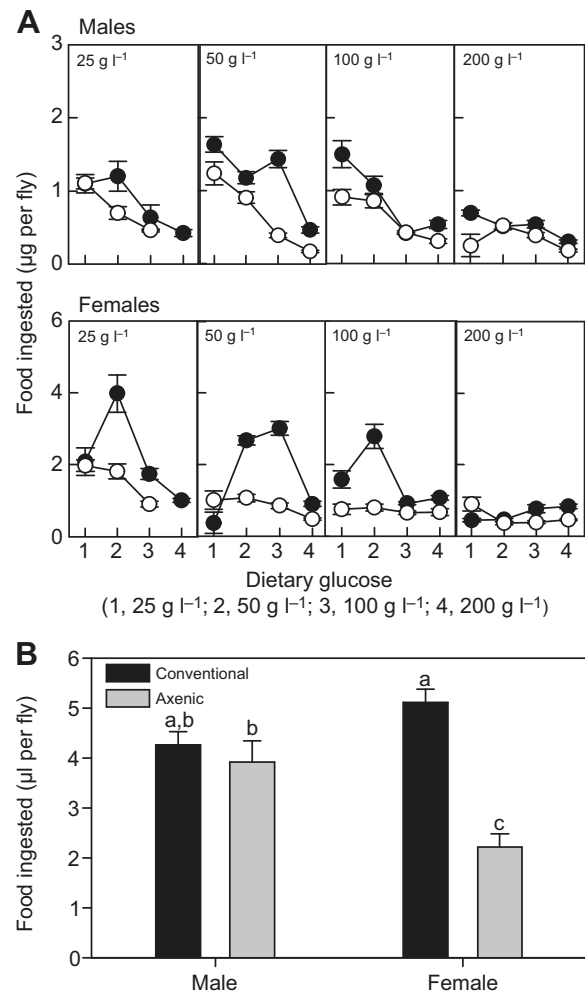 A
Males
3
2
1
0
Food ingested (µg per fly)
25 g l⁻¹
50 g l⁻¹
100 g l⁻¹
200 g l⁻¹
Females
6
4
2
0
25 g l⁻¹
50 g l⁻¹
100 g l⁻¹
200 g l⁻¹
1 2 3 4 1 2 3 4 1 2 3 4 1 2 3 4
Dietary glucose
(1, 25 g l⁻¹; 2, 50 g l⁻¹; 3, 100 g l⁻¹; 4, 200 g l⁻¹)
B
6
5
4
3
2
1
0
Food ingested (µl per fly)
Conventional
Axenic
a,b
b
a
c
Male
Female